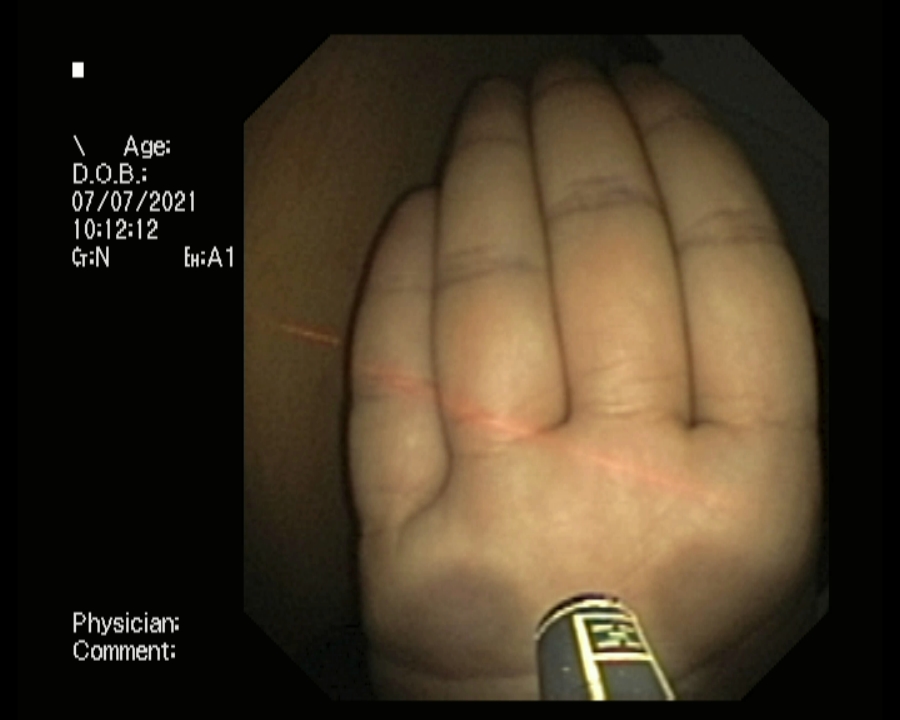 \ Age:
D.O.B.:
07/07/2021
10:12:12
Cr:N EH:A1
Physician:
Comment: